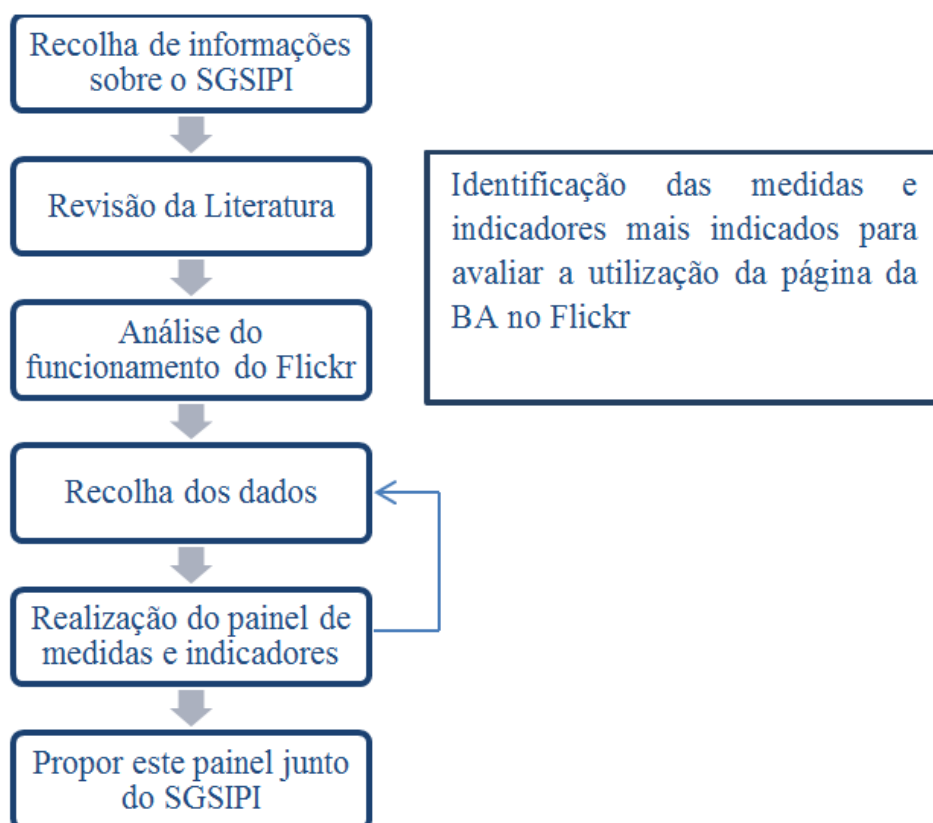 Recolha de informações
sobre o SGSIPI
Revisão da Literatura
Análise do
funcionamento do Flickr
Recolha dos dados
Realização do painel de
medidas e indicadores
Propor este painel junto
do SGSIPI
Identificação das medidas e
indicadores mais indicados para
avaliar a utilização da página da
BA no Flickr